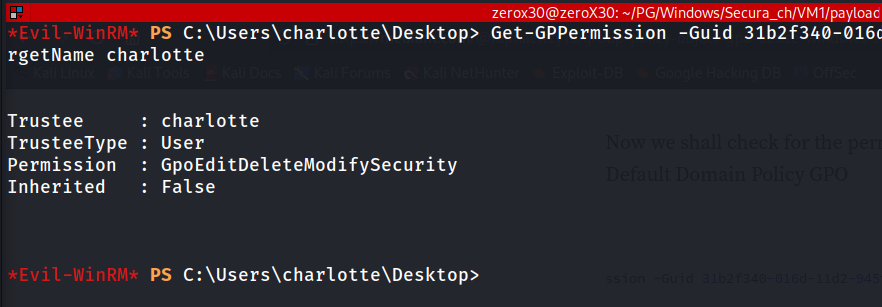 zerox30@zeroX30: ~/PG/Windows/Secura_ch/VM1/payload
*Evil-WinRM* PS C:\Users\charlotte\Desktop> Get-GPPermission -Guid 31b2f340-016d
rgetName charlotte
Kali Linux Kali Tools Kali Docs Kali Forums Kali NetHunter Exploit-DB Google Hacking DB OffSec
Trustee : charlotte
TrusteeType : User
Permission : GpoEditDeleteModifySecurity
Inherited : False
Now we shall check for the perm
Default Domain Policy GPO
*Evil-WinRM* PS C:\Users\charlotte\Desktop>
ssion -Guid 31b2f340-016d-11d2-945